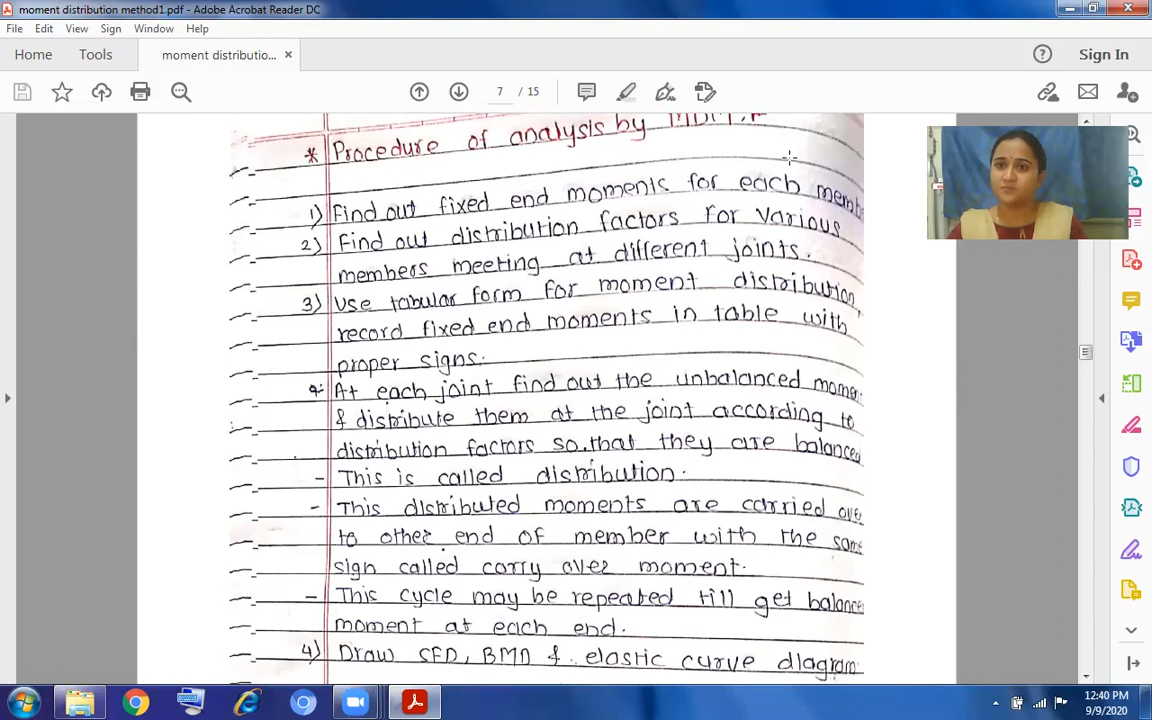 moment distribution method1.pdf - Adobe Acrobat Reader DC
File Edit View Sign Window Help
Home Tools moment distributio... × Sign In
7 / 15
* Procedure of analysis by
1) Find out fixed end moments for each memb
2) Find out distribution factors for various
members meeting at different joints.
3) Use tabular form for moment distribution,
record fixed end moments in table with
proper signs.
At each joint find out the unbalanced mome
& distribute them at the joint according to
distribution factors so.that they are balanced
- This is called distribution.
- This distributed moments are carried over
to other end of member with the same
sign called carry over moment.
- This cycle may be repeated till get balance
moment at each end.
4) Draw SFD, BMD & elastic curve diagram
12:40 PM
9/9/2020